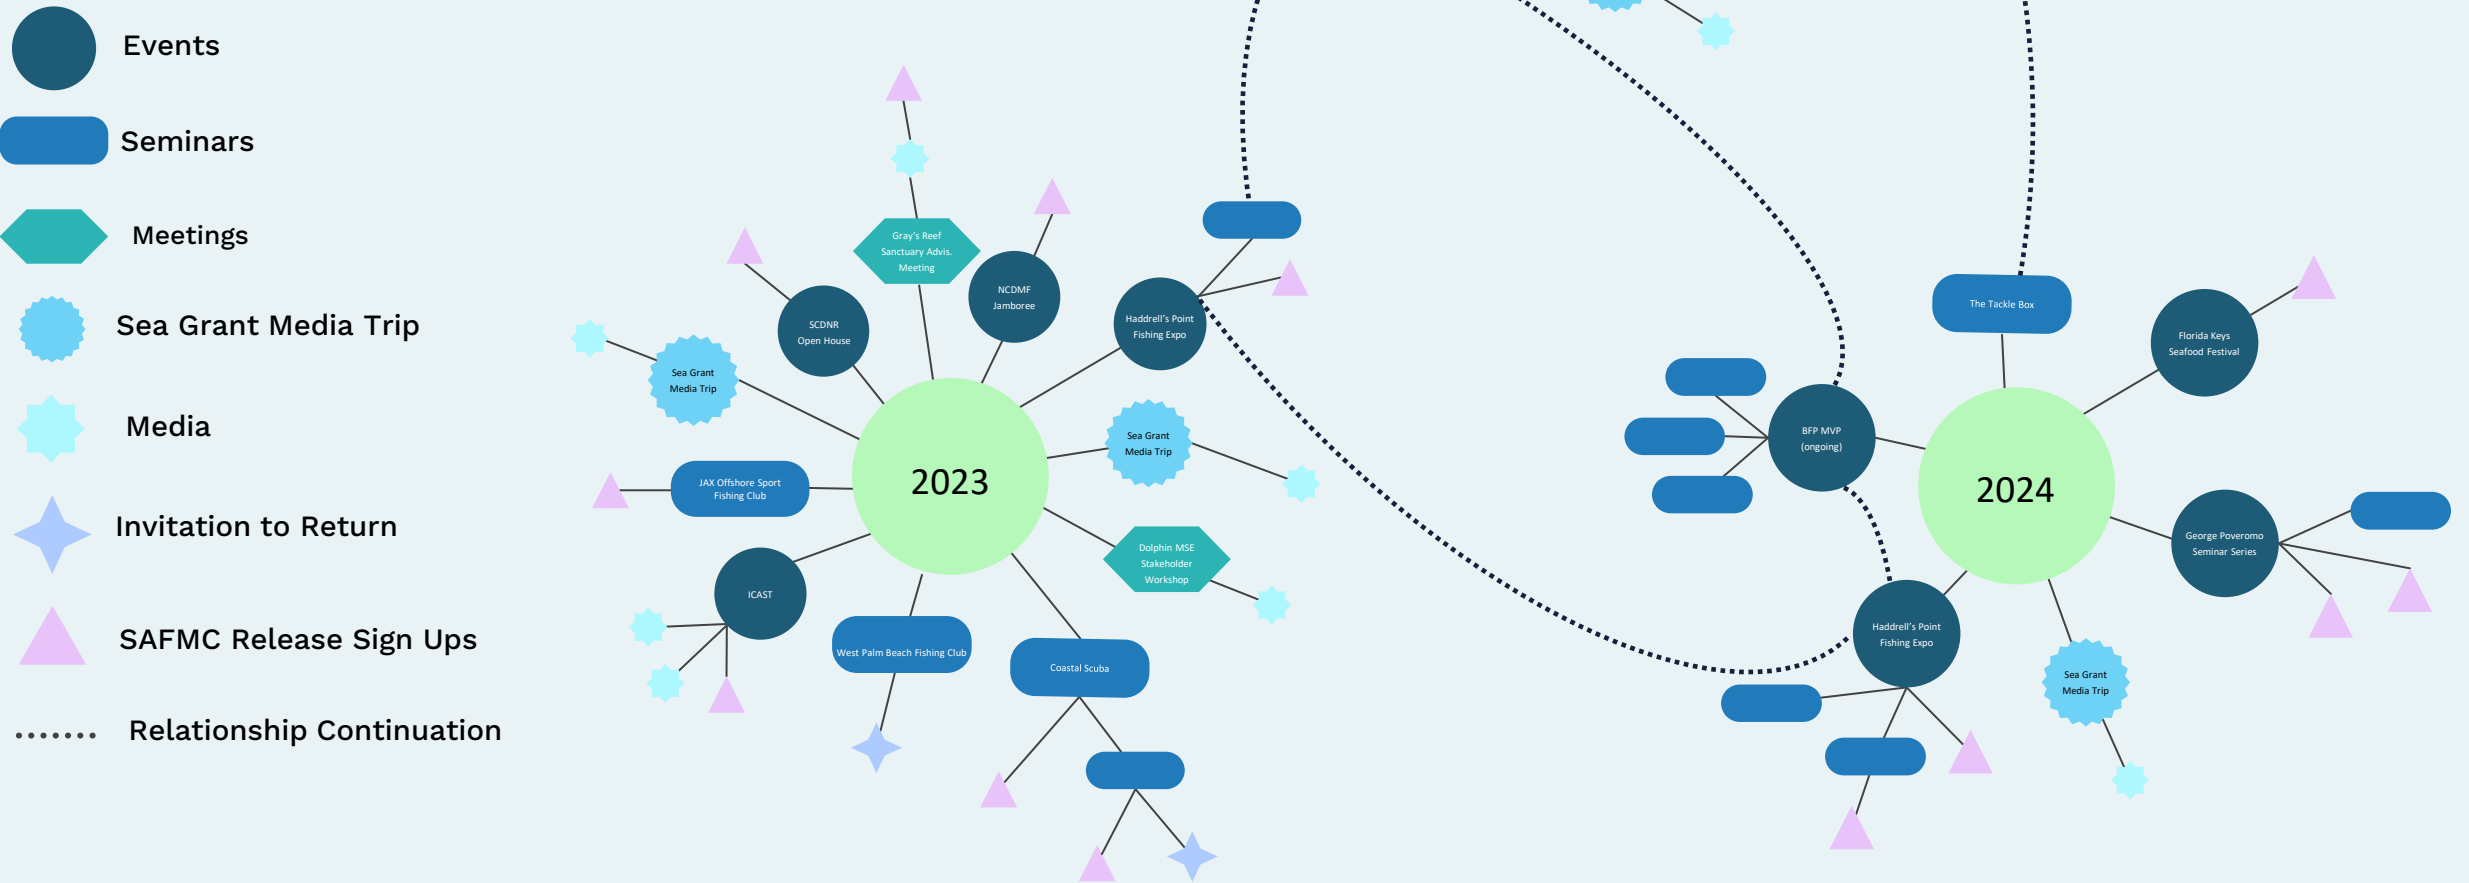 Events
Seminars
Meetings
Sea Grant Media Trip
Media
Invitation to Return
SAFMC Release Sign Ups
Relationship Continuation
Gray's Reef
Sanctuary Advis.
Meeting
NCDMF
Jamboree
SCDNR
Open House
Haddrell's Point
Fishing Expo
Sea Grant
Media Trip
Sea Grant
Media Trip
JAX Offshore Sport
Fishing Club
2023
Dolphin MSE
Stakeholder
Workshop
ICAST
West Palm Beach Fishing Club
Coastal Scuba
The Tackle Box
Florida Keys
Seafood Festival
BFP MVP
(ongoing)
2024
George Poveromo
Seminar Series
Haddrell's Point
Fishing Expo
Sea Grant
Media Trip